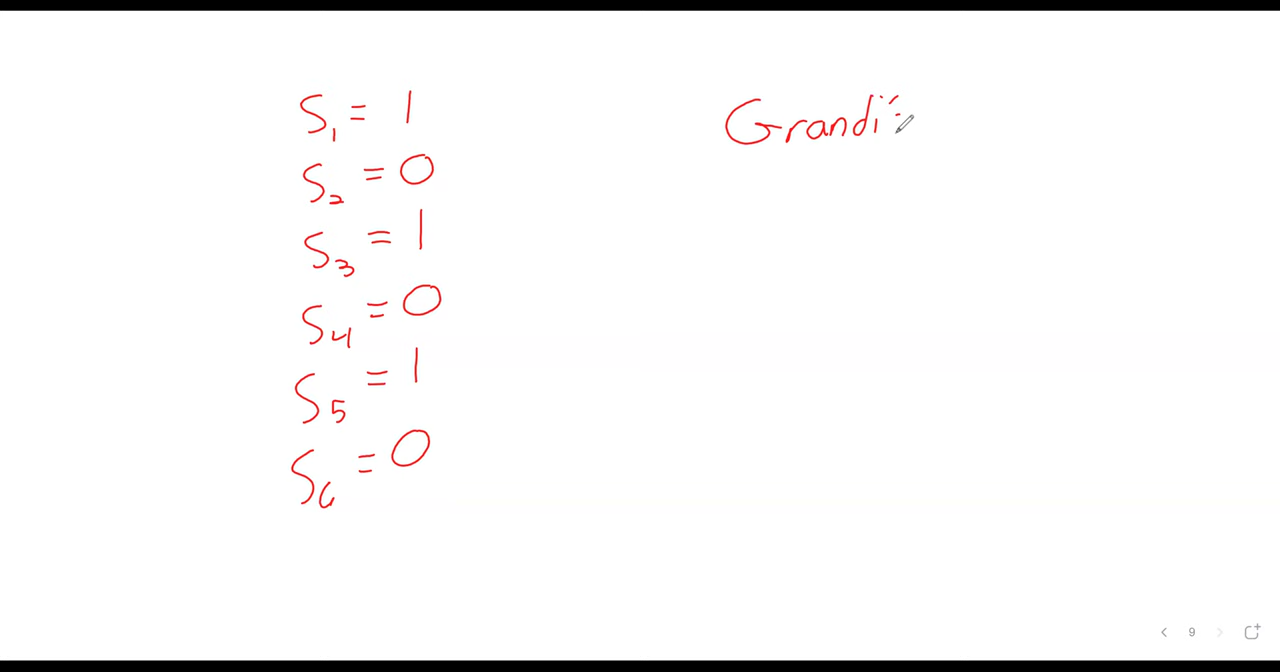 S₁ = 1
S₂ = 0
S₃ = 1
S₄ = 0
S₅ = 1
S₆ = 0
Grandi's
9